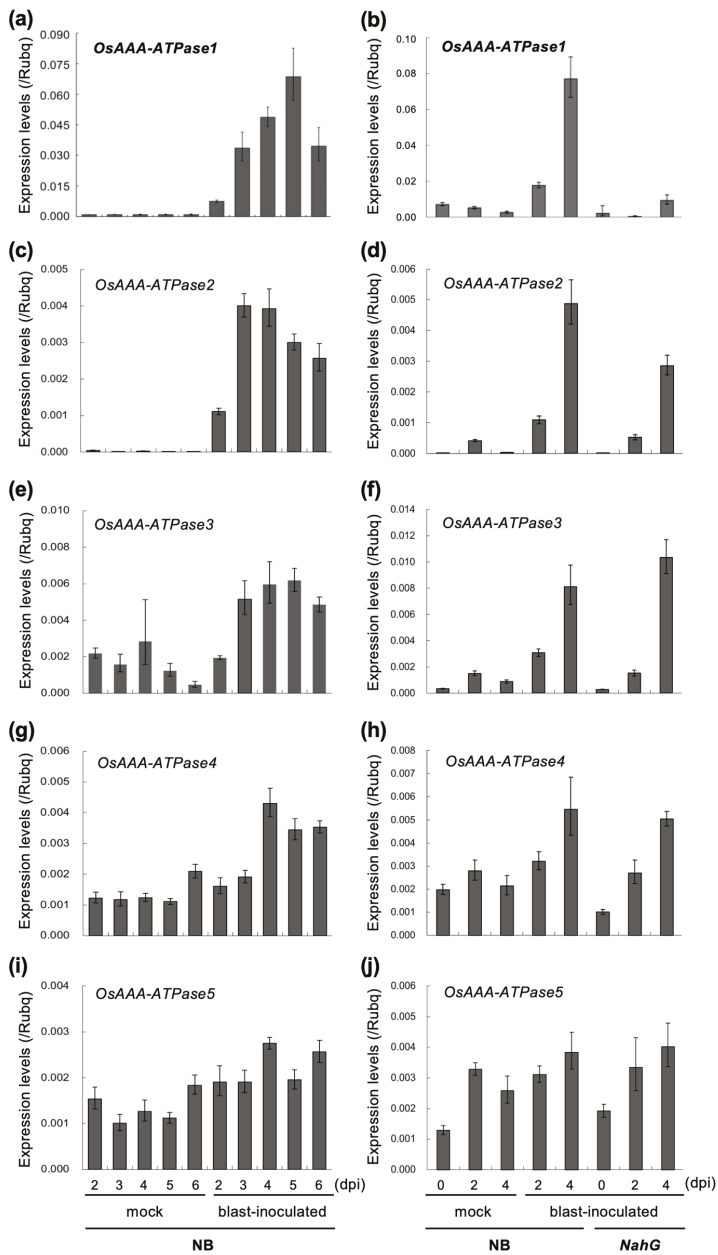 (a)
Expression levels (/Rubq)
0.090
0.075
0.060
0.045
0.030
0.015
0.000
OsAAA-ATPase1
(b)
Expression levels (/Rubq)
0.10
0.08
0.06
0.04
0.02
0.00
OsAAA-ATPase1
(c)
Expression levels (/Rubq)
0.005
0.004
0.003
0.002
0.001
0.000
OsAAA-ATPase2
(d)
Expression levels (/Rubq)
0.006
0.005
0.004
0.003
0.002
0.001
0.000
OsAAA-ATPase2
(e)
Expression levels (/Rubq)
0.010
0.008
0.006
0.004
0.002
0.000
OsAAA-ATPase3
(f)
Expression levels (/Rubq)
0.014
0.012
0.010
0.008
0.006
0.004
0.002
0.000
OsAAA-ATPase3
(g)
Expression levels (/Rubq)
0.006
0.005
0.004
0.003
0.002
0.001
0.000
OsAAA-ATPase4
(h)
Expression levels (/Rubq)
0.008
0.007
0.006
0.005
0.004
0.003
0.002
0.001
0.000
OsAAA-ATPase4
(i)
Expression levels (/Rubq)
0.004
0.003
0.002
0.001
0.000
OsAAA-ATPase5
2 3 4 5 6 2 3 4 5 6 (dpi)
mock blast-inoculated
NB
(j)
Expression levels (/Rubq)
0.006
0.005
0.004
0.003
0.002
0.001
0.000
OsAAA-ATPase5
0 2 4 2 4 0 2 4 (dpi)
mock blast-inoculated
NB NahG